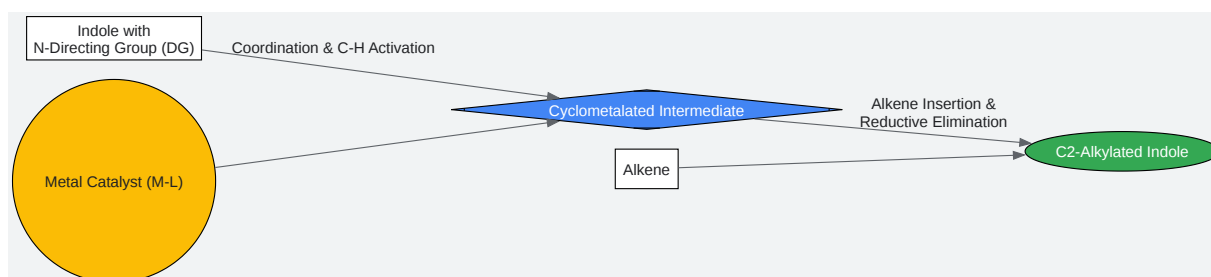 Indole with
N-Directing Group (DG)
Coordination & C-H Activation
Cyclometalated Intermediate
Alkene Insertion &
Reductive Elimination
C2-Alkylated Indole
Alkene
Metal Catalyst (M-L)